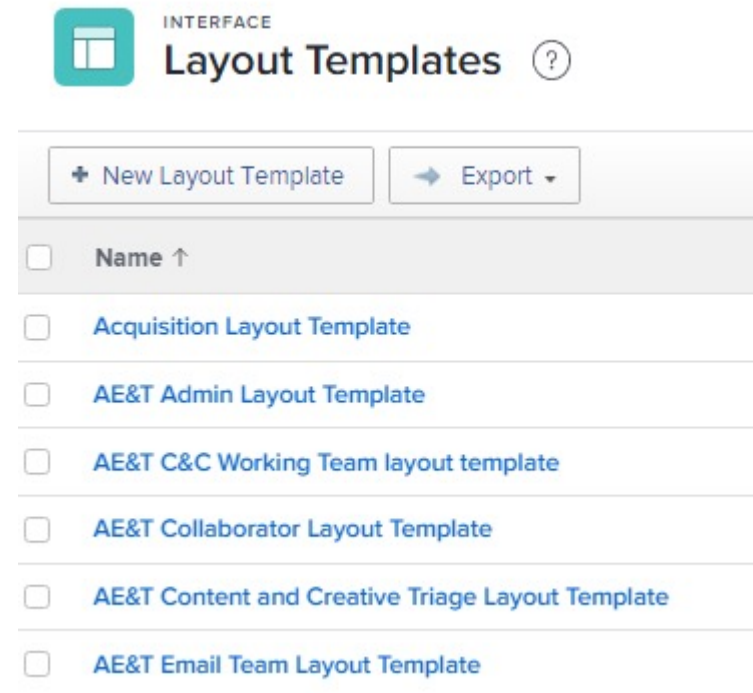 INTERFACE
Layout Templates ?
+ New Layout Template Export
Name ↑
Acquisition Layout Template
AE&T Admin Layout Template
AE&T C&C Working Team layout template
AE&T Collaborator Layout Template
AE&T Content and Creative Triage Layout Template
AE&T Email Team Layout Template